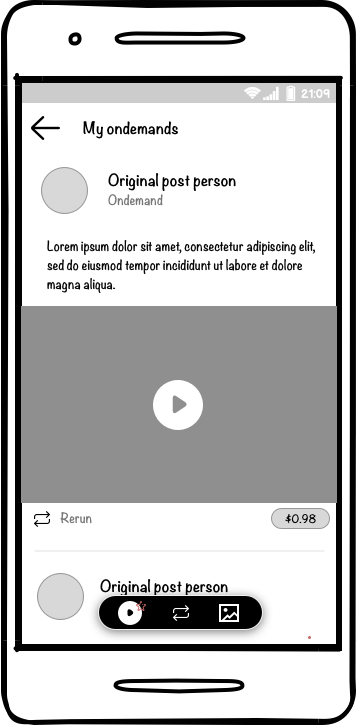 21:09
My ondemands
Original post person
Ondemand
Lorem ipsum dolor sit amet, consectetur adipiscing elit,
sed do eiusmod tempor incididunt ut labore et dolore
magna aliqua.
Rerun
$0.98
Original post person